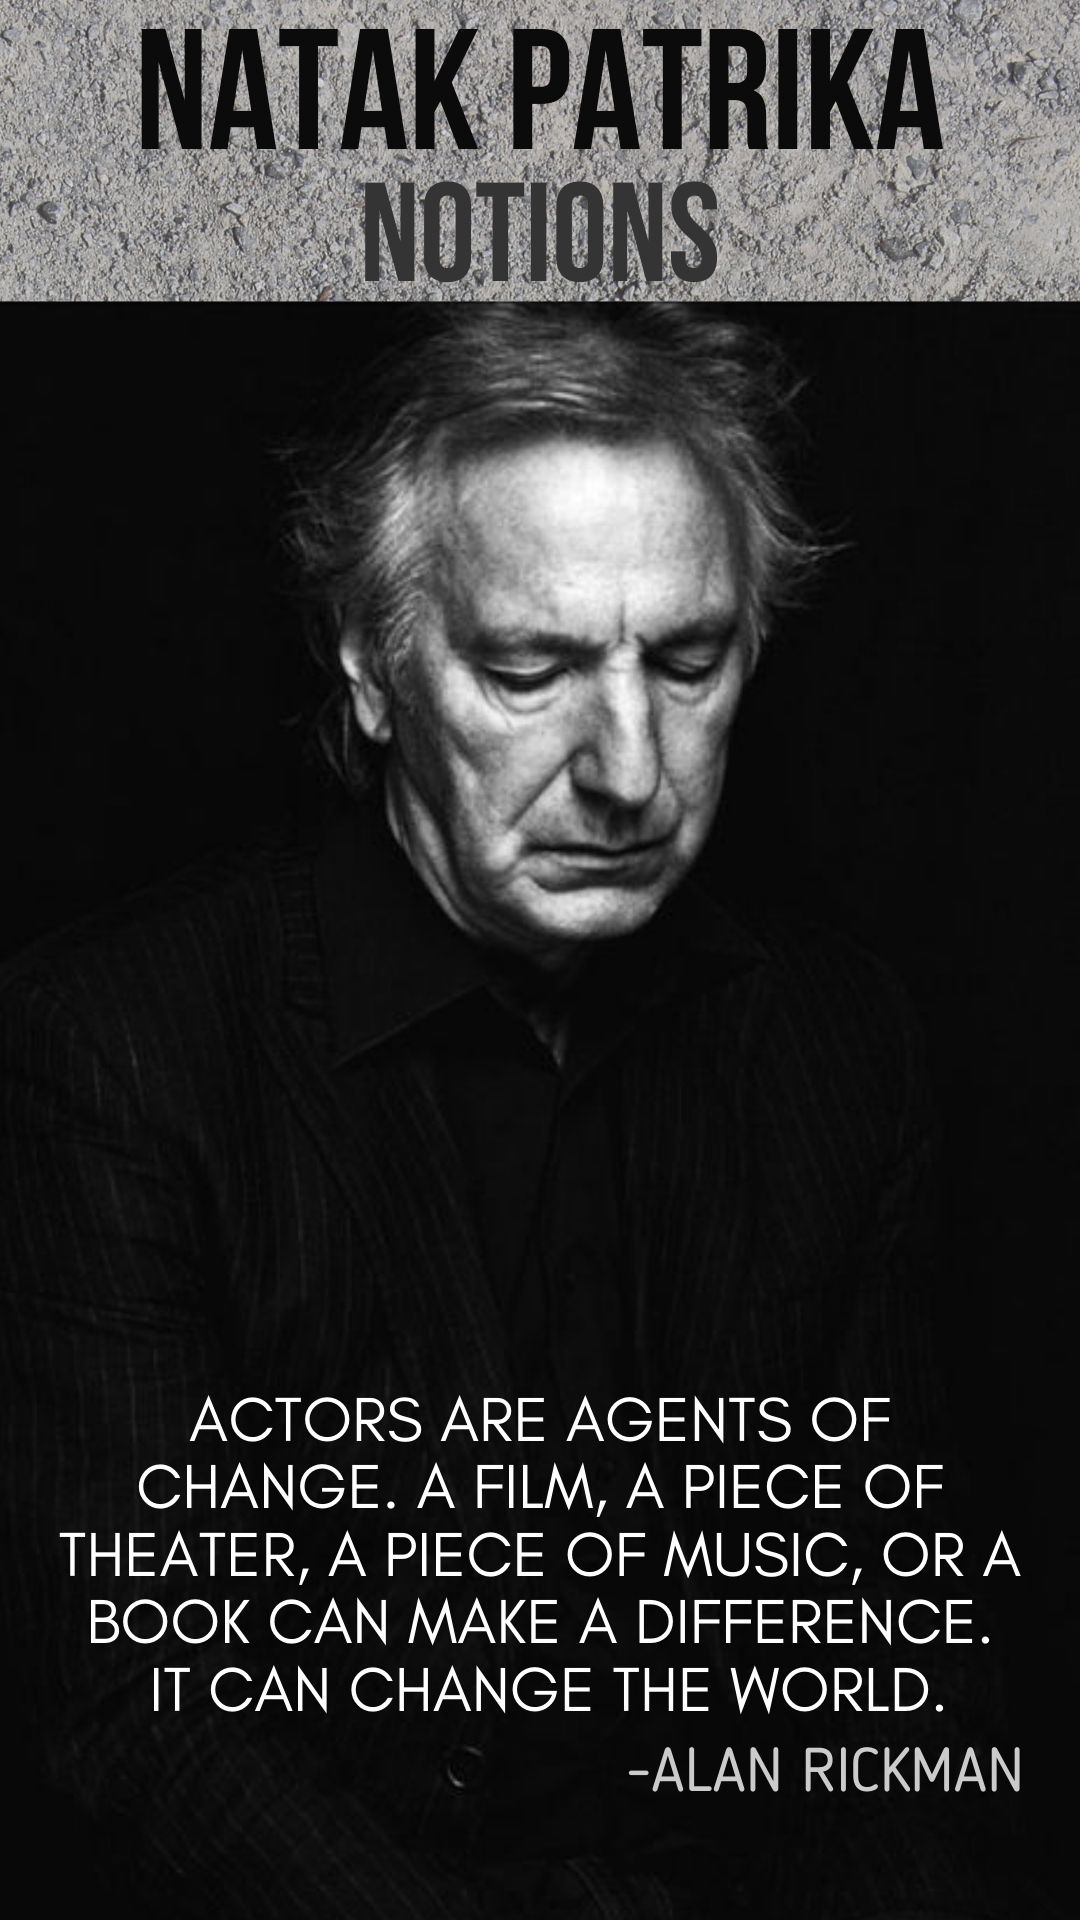 NATAK PATRIKA
NOTIONS
ACTORS ARE AGENTS OF
CHANGE. A FILM, A PIECE OF
THEATER, A PIECE OF MUSIC, OR A
BOOK CAN MAKE A DIFFERENCE.
IT CAN CHANGE THE WORLD.
-ALAN RICKMAN